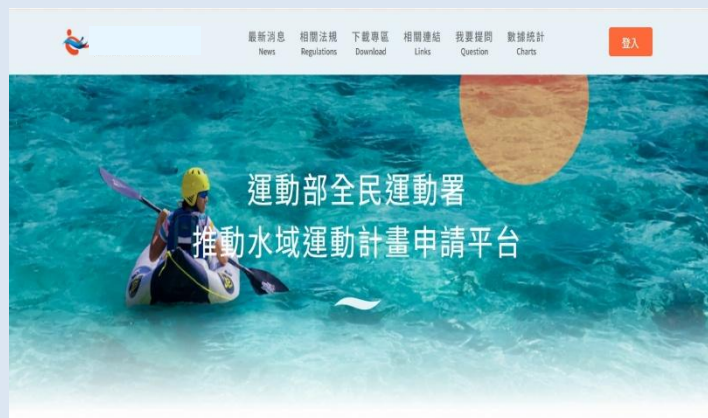 最新消息 相關法規 下載專區 相關連結 我要提問 數據統計
News Regulations Download Links Question Charts
登入
運動部全民運動署
推動水域運動計畫申請平台